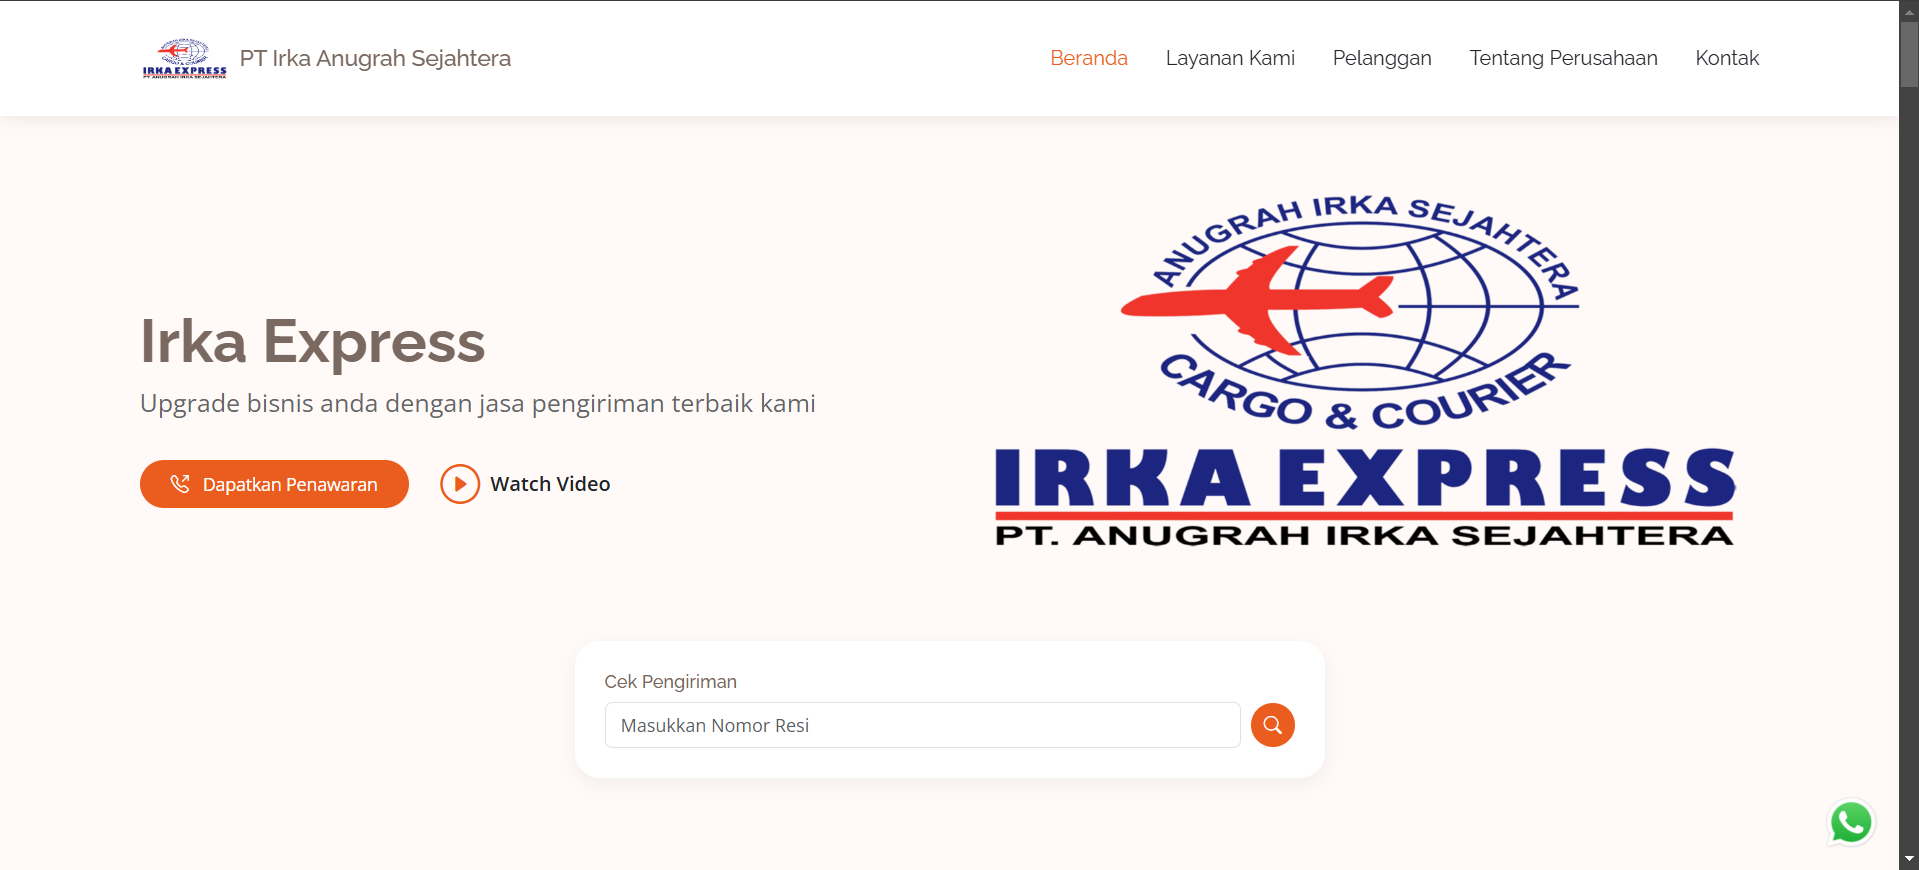 IRKA EXPRESS
PT. ANUGRAH IRKA SEJAHTERA
PT Irka Anugrah Sejahtera
Beranda
Layanan Kami
Pelanggan
Tentang Perusahaan
Kontak
Irka Express
Upgrade bisnis anda dengan jasa pengiriman terbaik kami
Dapatkan Penawaran
Watch Video
ANUGRAH IRKA SEJAHTERA
CARGO & COURIER
IRKA EXPRESS
PT. ANUGRAH IRKA SEJAHTERA
Cek Pengiriman
Masukkan Nomor Resi